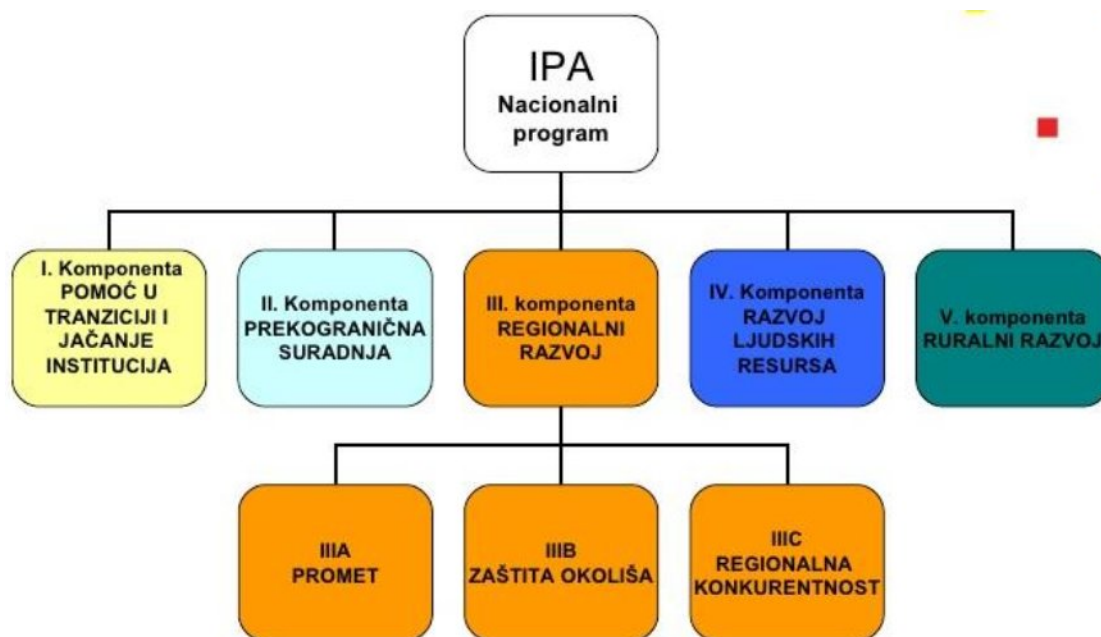 IPA
Nacionalni
program
I. Komponenta
POMOĆ U
TRANZICIJI I
JAČANJE
INSTITUCIJA
II. Komponenta
PREKOGRANIČNA
SURADNJA
III. komponenta
REGIONALNI
RAZVOJ
IV. Komponenta
RAZVOJ
LJUDSKIH
RESURSA
V. komponenta
RURALNI RAZVOJ
IIIA
PROMET
IIIB
ZAŠTITA OKOLIŠA
IIIC
REGIONALNA
KONKURENTNOST